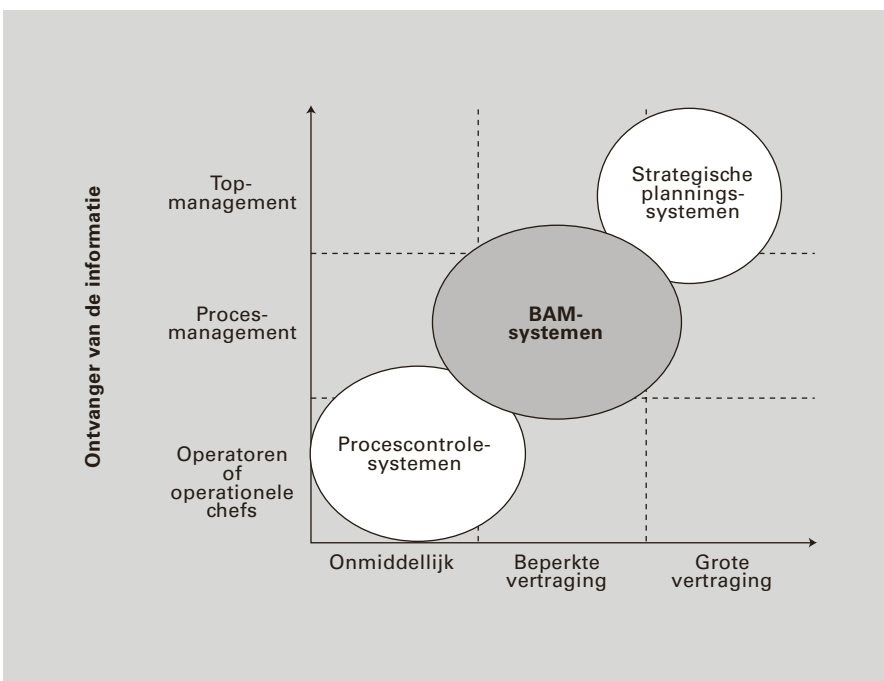 Ontvanger van de informatie
Top-
management
Proces-
management
Operatoren
of
operationele
chefs
Strategische
plannings-
systemen
BAM-
systemen
Procescontrole-
systemen
Onmiddellijk
Beperkte
vertraging
Grote
vertraging